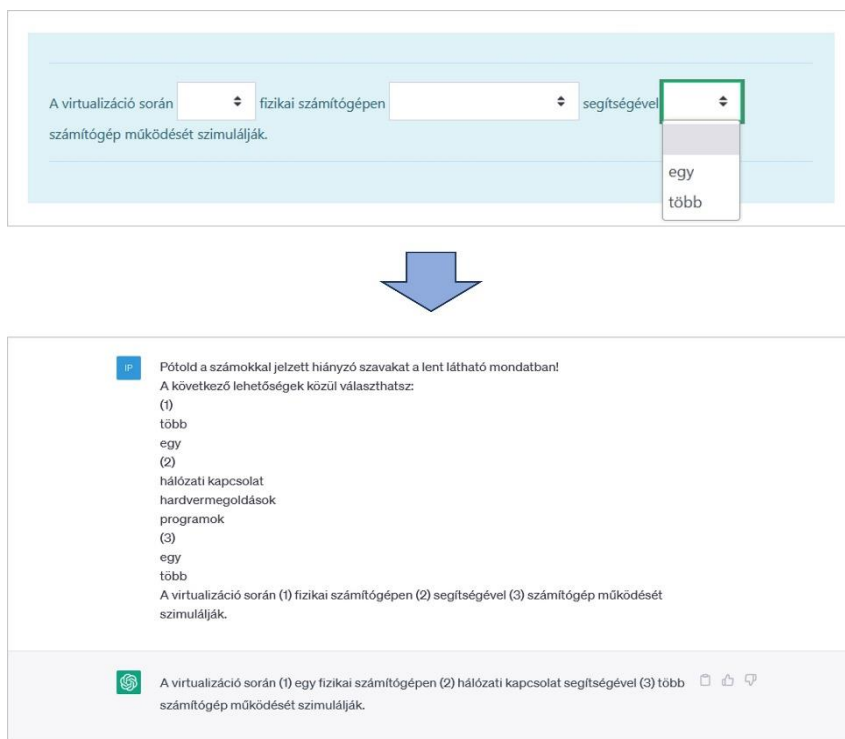 A virtualizáció során fizikai számítógépen segítségével
számítógép működését szimulálják.
egy
több
IP
Pótold a számokkal jelzett hiányzó szavakat a lent látható mondatban!
A következő lehetőségek közül választhatsz:
(1)
több
egy
(2)
hálózati kapcsolat
hardvermegoldások
programok
(3)
egy
több
A virtualizáció során (1) fizikai számítógépen (2) segítségével (3) számítógép működését
szimulálják.
A virtualizáció során (1) egy fizikai számítógépen (2) hálózati kapcsolat segítségével (3) több
számítógép működését szimulálják.